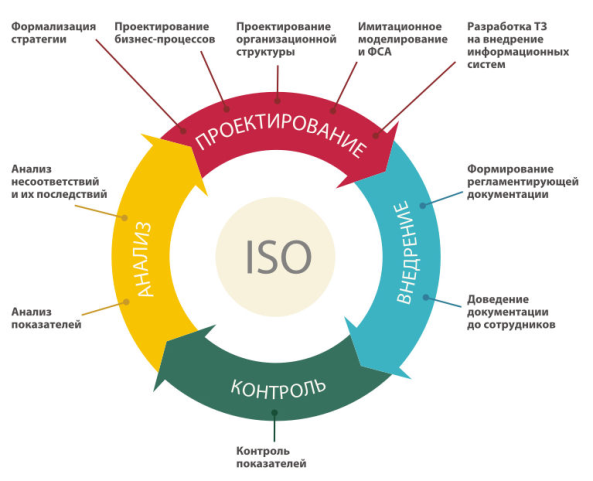 Формализация
стратегии
Проектирование
бизнес-процессов
Проектирование
организационной
структуры
Имитационное
моделирование
и ФСА
Разработка ТЗ
на внедрение
информационных
систем
ПРОЕКТИРОВАНИЕ
Анализ
несоответствий
и их последствий
Формирование
регламентирующей
документации
АНАЛИЗ
ISO
ВНЕДРЕНИЕ
Анализ
показателей
Доведение
документации
до сотрудников
КОНТРОЛЬ
Контроль
показателей